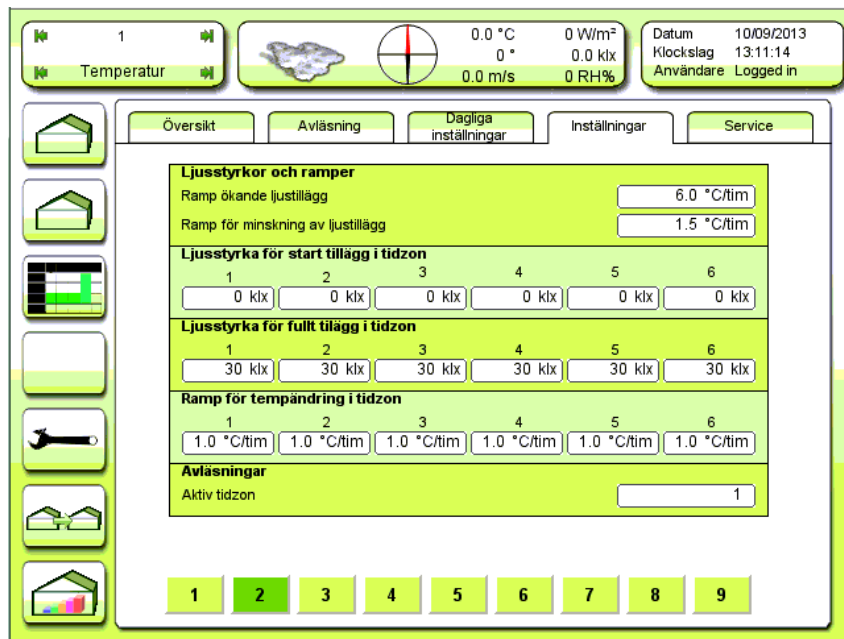 1
Temperatur
0.0 °C 0 W/m²
0 ° 0.0 klx
0.0 m/s 0 RH%
Datum 10/09/2013
Klockslag 13:11:14
Användare Logged in
Översikt
Avläsning
Dagliga
inställningar
Inställningar
Service
Ljusstyrkor och ramper
Ramp ökande ljustillägg 6.0 °C/tim
Ramp för minskning av ljustillägg 1.5 °C/tim
Ljusstyrka för start tillägg i tidzon
1 2 3 4 5 6
0 klx 0 klx 0 klx 0 klx 0 klx 0 klx
Ljusstyrka för fullt tilägg i tidzon
1 2 3 4 5 6
30 klx 30 klx 30 klx 30 klx 30 klx 30 klx
Ramp för tempändring i tidzon
1 2 3 4 5 6
1.0 °C/tim 1.0 °C/tim 1.0 °C/tim 1.0 °C/tim 1.0 °C/tim 1.0 °C/tim
Avläsningar
Aktiv tidzon 1
1 2 3 4 5 6 7 8 9